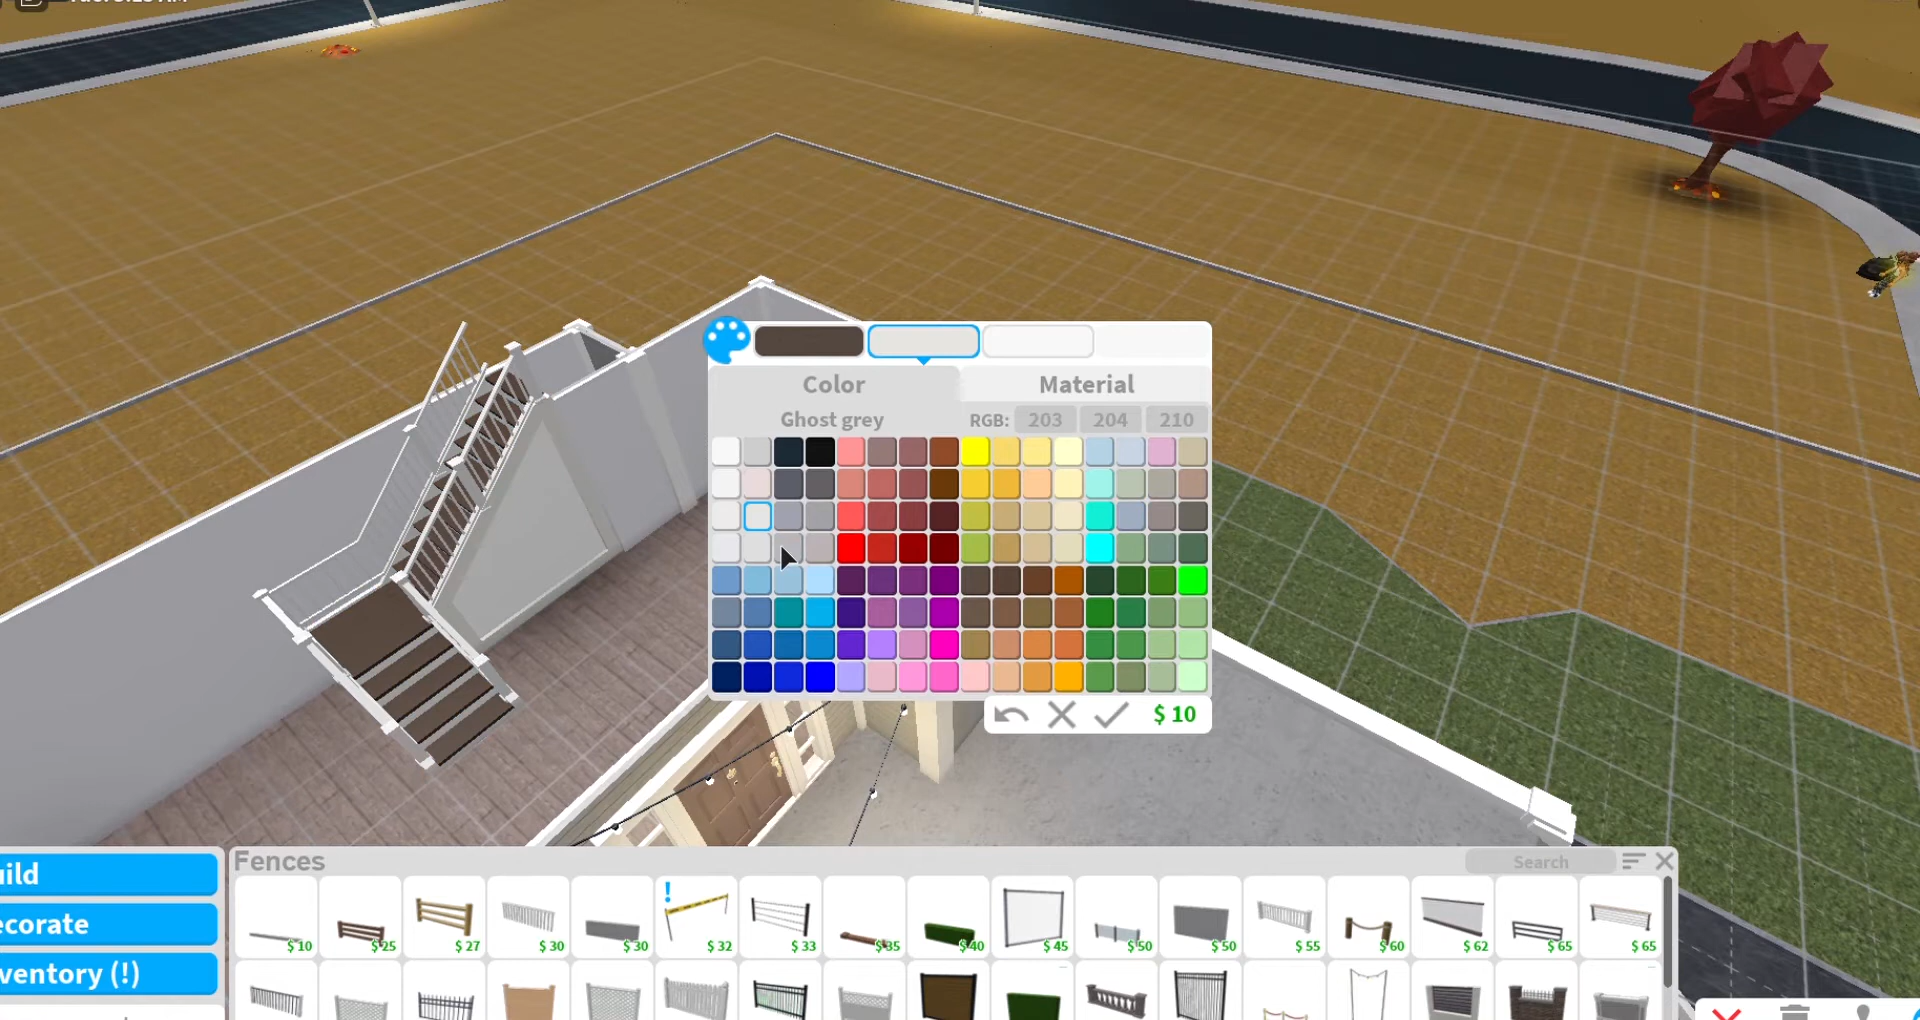 Color
Material
Ghost grey
RGB: 203 204 210
$ 10
uild
ecorate
ventory (!)
Fences
Search
$ 10
$ 25
$ 27
$ 30
$ 30
!
$ 32
$ 33
$ 35
$ 40
$ 45
$ 50
$ 50
$ 55
$ 60
$ 62
$ 65
$ 65